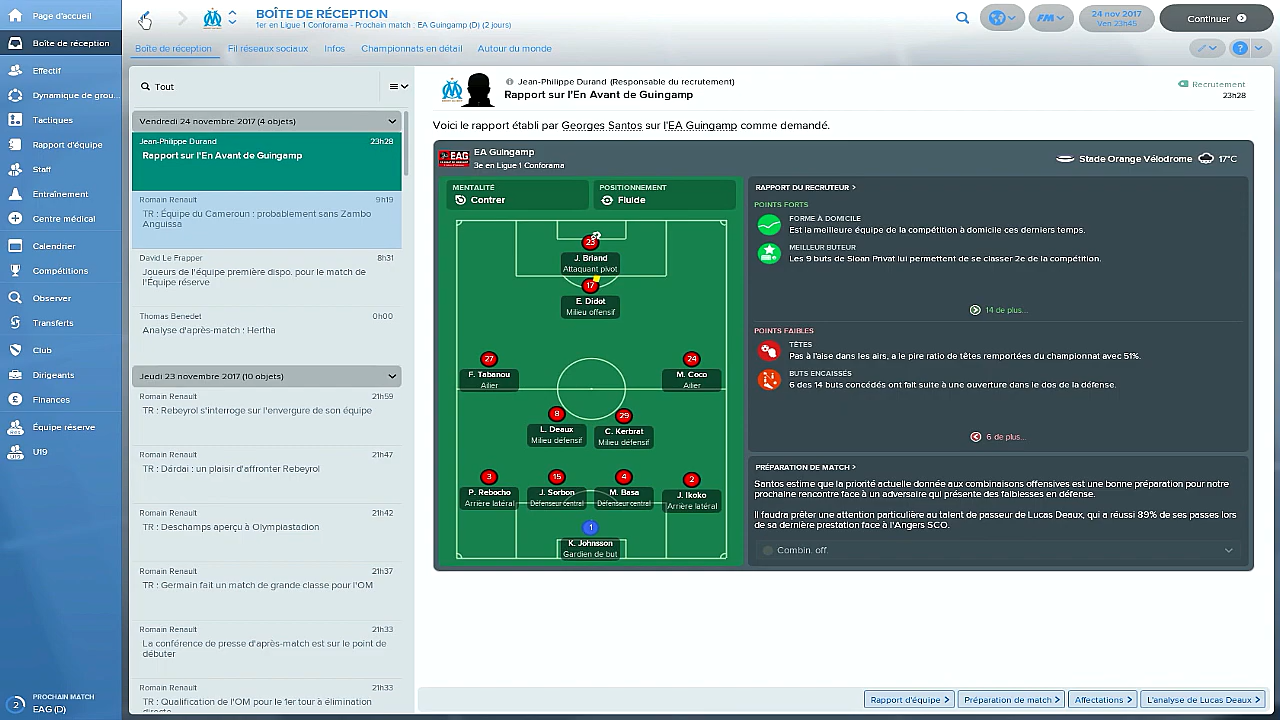 Page d'accueil
Boîte de réception
Effectif
Dynamique de grou...
Tactiques
Rapport d'équipe
Staff
Entraînement
Centre médical
Calendrier
Compétitions
Observer
Transferts
Club
Dirigeants
Finances
Équipe réserve
U19
PROCHAIN MATCH
2
EAG (D)
BOÎTE DE RÉCEPTION
1er en Ligue 1 Conforama - Prochain match : EA Guingamp (D) (2 jours)
FM
24 nov 2017
Ven 23h45
Continuer
Boîte de réception
Fil réseaux sociaux
Infos
Championnats en détail
Autour du monde
?
Tout
Vendredi 24 novembre 2017 (4 objets)
Jean-Philippe Durand 23h28
Rapport sur l'En Avant de Guingamp
Romain Renault 9h19
TR : Équipe du Cameroun : probablement sans Zambo
Anguissa
David Le Frapper 8h31
Joueurs de l'équipe première dispo. pour le match de
l'Équipe réserve
Thomas Benedet 0h00
Analyse d'après-match : Hertha
Jeudi 23 novembre 2017 (10 objets)
Romain Renault 21h59
TR : Rebeyrol s'interroge sur l'envergure de son équipe
Romain Renault 21h47
TR : Dárdai : un plaisir d'affronter Rebeyrol
Romain Renault 21h42
TR : Deschamps aperçu à Olympiastadion
Romain Renault 21h37
TR : Germain fait un match de grande classe pour l'OM
Romain Renault 21h33
La conférence de presse d'après-match est sur le point de
débuter
Romain Renault 21h33
TR : Qualification de l'OM pour le 1er tour à élimination
directe
Jean-Philippe Durand (Responsable du recrutement)
Rapport sur l'En Avant de Guingamp
Recrutement
23h28
Voici le rapport établi par Georges Santos sur l'EA Guingamp comme demandé.
EAG
EA Guingamp
3e en Ligue 1 Conforama
Stade Orange Vélodrome 17°C
MENTALITÉ
Contrer
POSITIONNEMENT
Fluide
23
J. Briand
Attaquant pivot
17
E. Didot
Milieu offensif
27
F. Tabanou
Ailier
24
M. Coco
Ailier
8
L. Deaux
Milieu défensif
29
C. Kerbrat
Milieu défensif
3
P. Rebocho
Arrière latéral
15
J. Sorbon
Défenseur central
4
M. Basa
Défenseur central
2
J. Ikoko
Arrière latéral
1
K. Johnsson
Gardien de but
RAPPORT DU RECRUTEUR >
POINTS FORTS
FORME À DOMICILE
Est la meilleure équipe de la compétition à domicile ces derniers temps.
MEILLEUR BUTEUR
Les 9 buts de Sloan Privat lui permettent de se classer 2e de la compétition.
14 de plus...
POINTS FAIBLES
TÊTES
Pas à l'aise dans les airs, a le pire ratio de têtes remportées du championnat avec 51%.
BUTS ENCAISSÉS
6 des 14 buts concédés ont fait suite à une ouverture dans le dos de la défense.
6 de plus...
PRÉPARATION DE MATCH >
Santos estime que la priorité actuelle donnée aux combinaisons offensives est une bonne préparation pour notre
prochaine rencontre face à un adversaire qui présente des faiblesses en défense.
Il faudra prêter une attention particulière au talent de passeur de Lucas Deaux, qui a réussi 89% de ses passes lors
de sa dernière prestation face à l'Angers SCO.
Combin. off.
Rapport d'équipe >
Préparation de match >
Affectations >
L'analyse de Lucas Deaux >